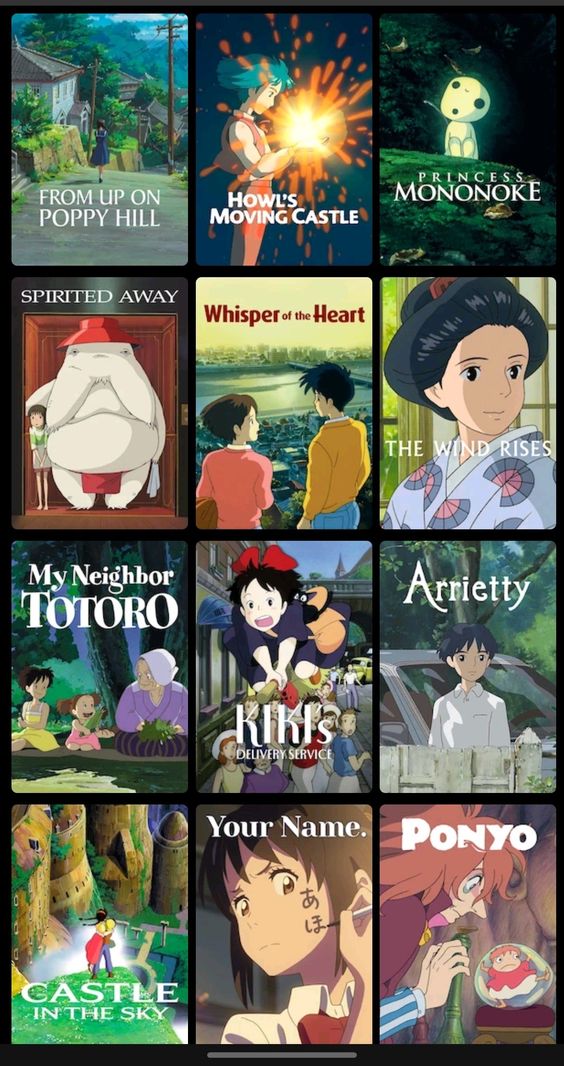 FROM UP ON
POPPY HILL
HOWL'S
MOVING CASTLE
PRINCESS
MONONOKE
SPIRITED AWAY
Whisper of the Heart
THE WIND RISES
My Neighbor
TOTORO
KIKI's
DELIVERY SERVICE
Arrietty
CASTLE
IN THE SKY
Your Name.
あ
ほ
PONYO